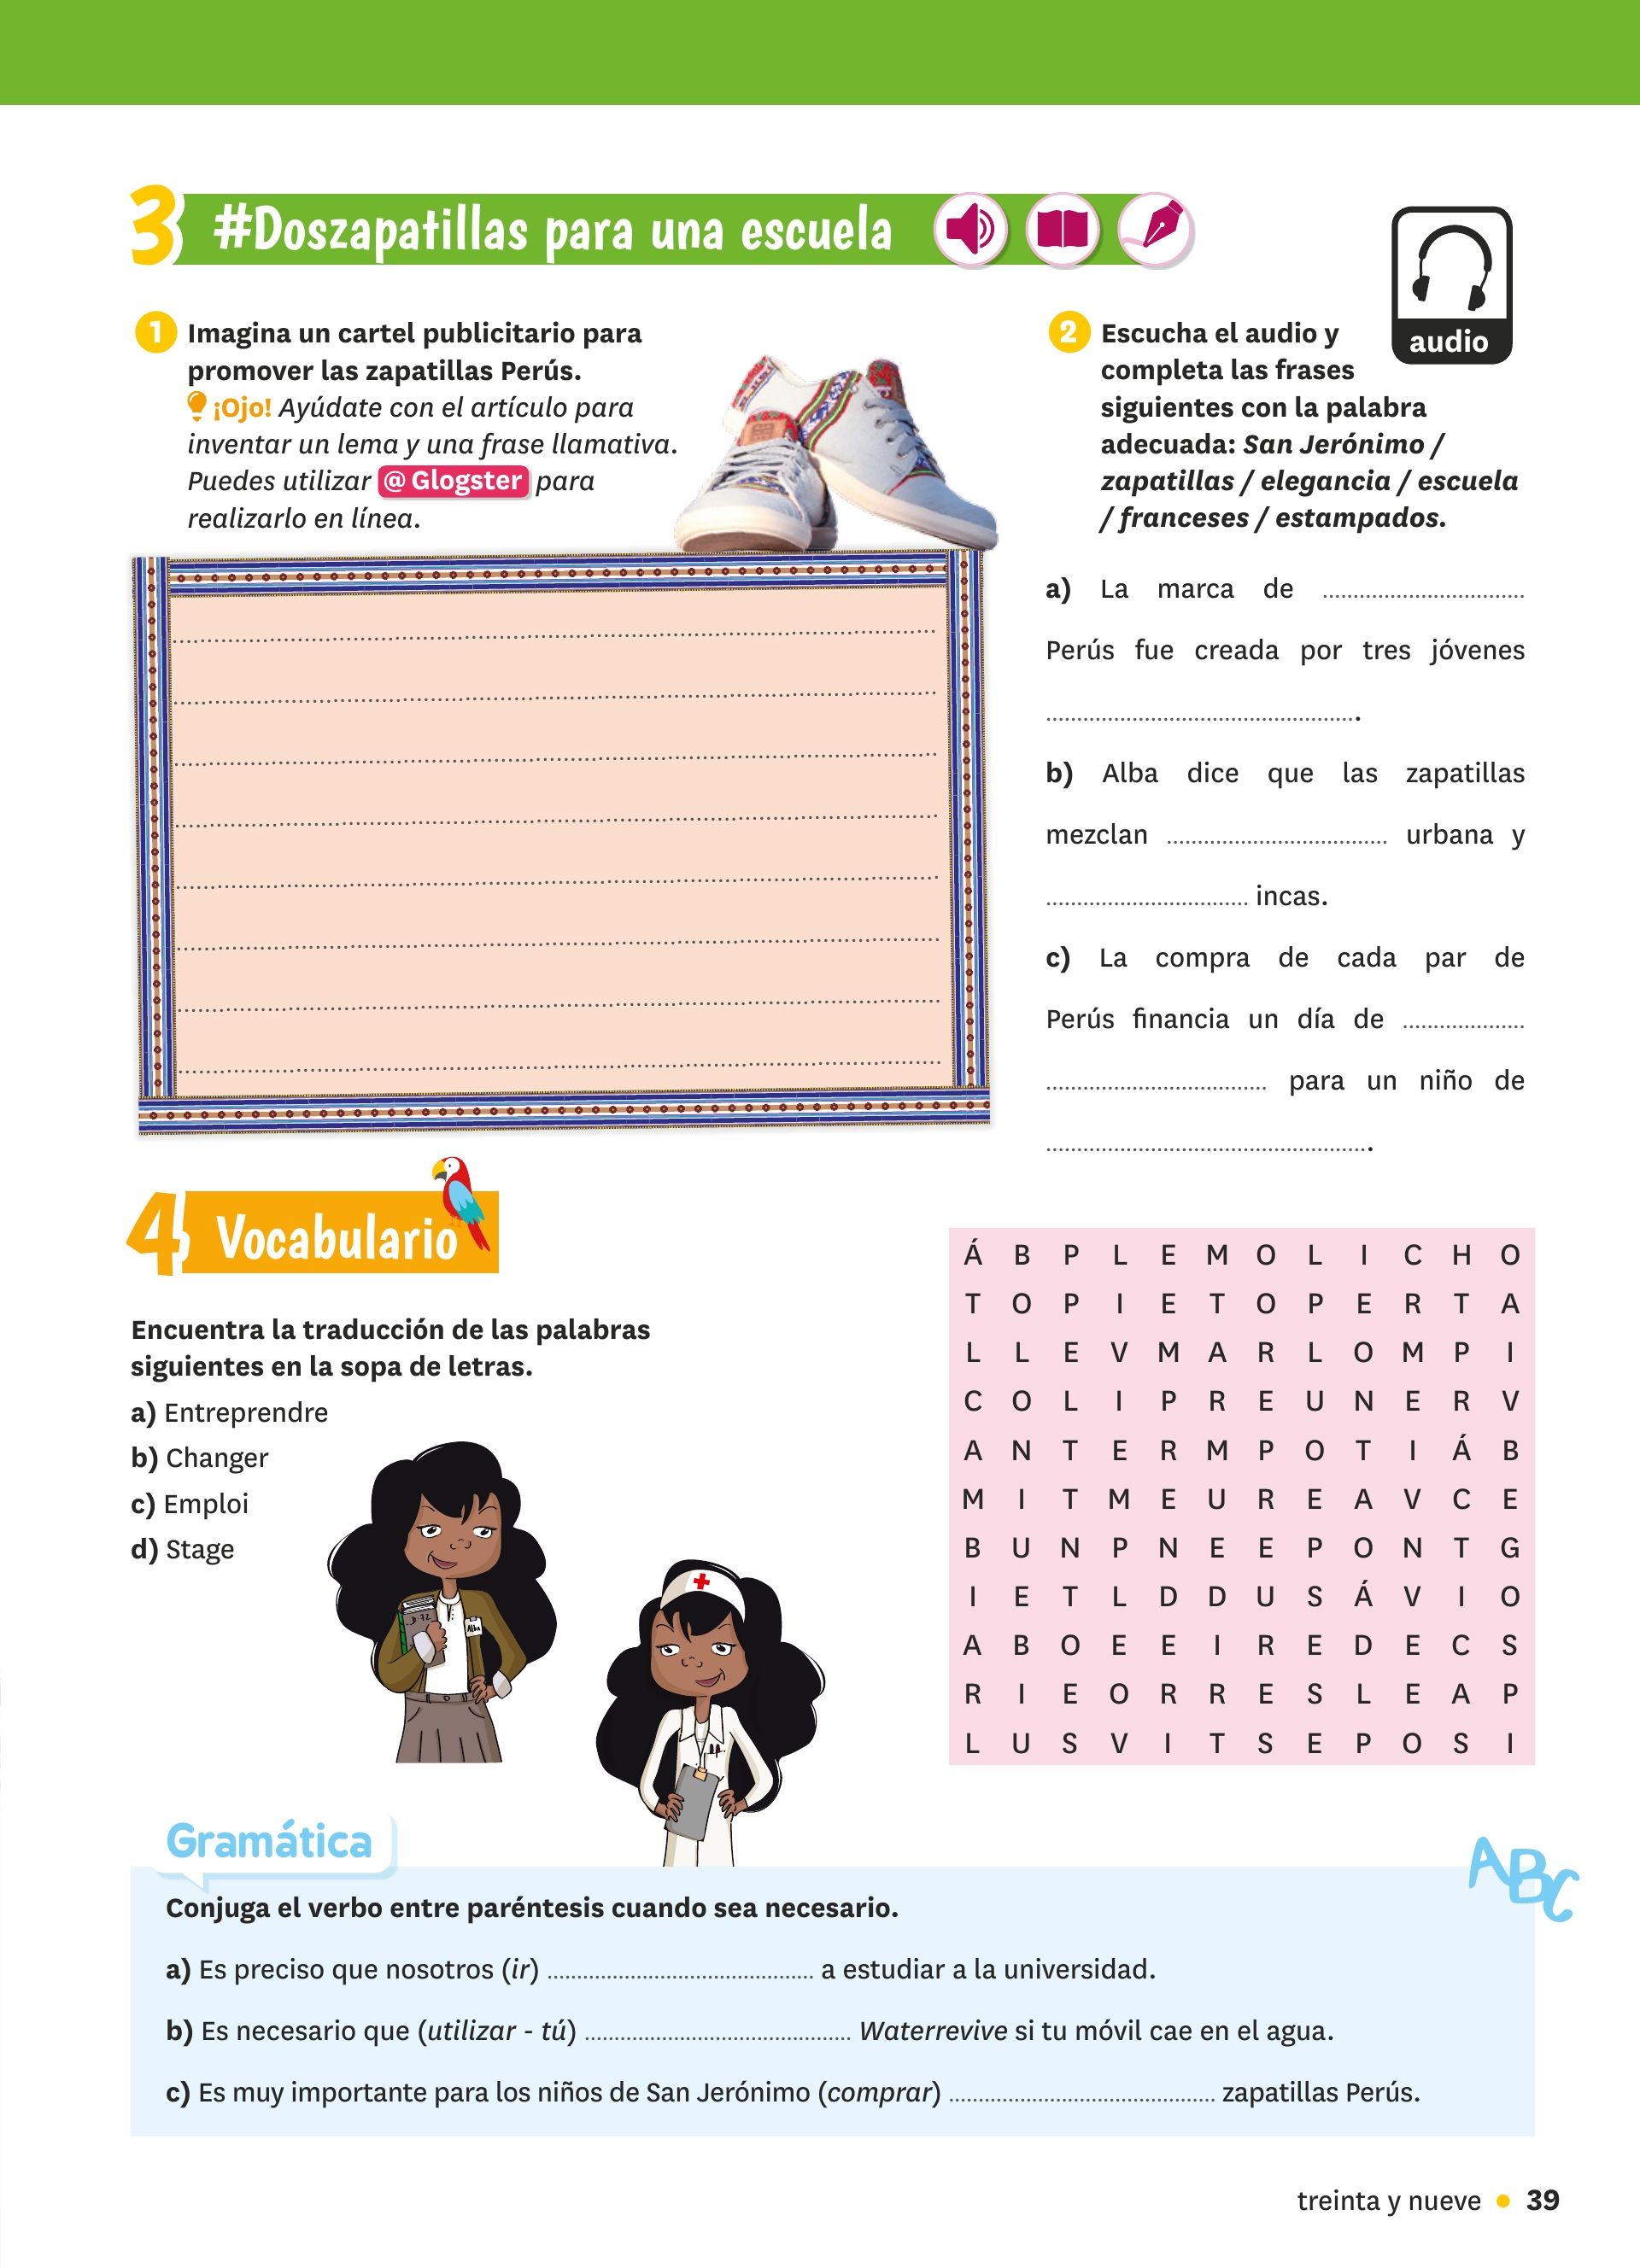 3 #Doszapatillas para una escuela
1 Imagina un cartel publicitario para
promover las zapatillas Perús.
¡Ojo! Ayúdate con el artículo para
inventar un lema y una frase llamativa.
Puedes utilizar @ Glogster para
realizarlo en línea.
audio
2 Escucha el audio y
completa las frases
siguientes con la palabra
adecuada: San Jerónimo /
zapatillas / elegancia / escuela
/ franceses / estampados.
a) La marca de ................................
Perús fue creada por tres jóvenes
..................................................
b) Alba dice que las zapatillas
mezclan .................................... urbana y
................................. incas.
c) La compra de cada par de
Perús financia un día de ....................
.................................... para un niño de
.....................................................
4 Vocabulario
Encuentra la traducción de las palabras
siguientes en la sopa de letras.
a) Entreprendre
b) Changer
c) Emploi
d) Stage
D-72
Alba
Á B P L E M O L I C H O
T O P I E T O P E R T A
L L E V M A R L O M P I
C O L I P R E U N E R V
A N T E R M P O T I Á B
M I T M E U R E A V C E
B U N P N E E P O N T G
I E T L D D U S Á V I O
A B O E E I R E D E C S
R I E O R R E S L E A P
L U S V I T S E P O S I
Gramática
ABC
Conjuga el verbo entre paréntesis cuando sea necesario.
a) Es preciso que nosotros (ir) ............................................ a estudiar a la universidad.
b) Es necesario que (utilizar - tú) ............................................ Waterrevive si tu móvil cae en el agua.
c) Es muy importante para los niños de San Jerónimo (comprar) ............................................ zapatillas Perús.
treinta y nueve • 39